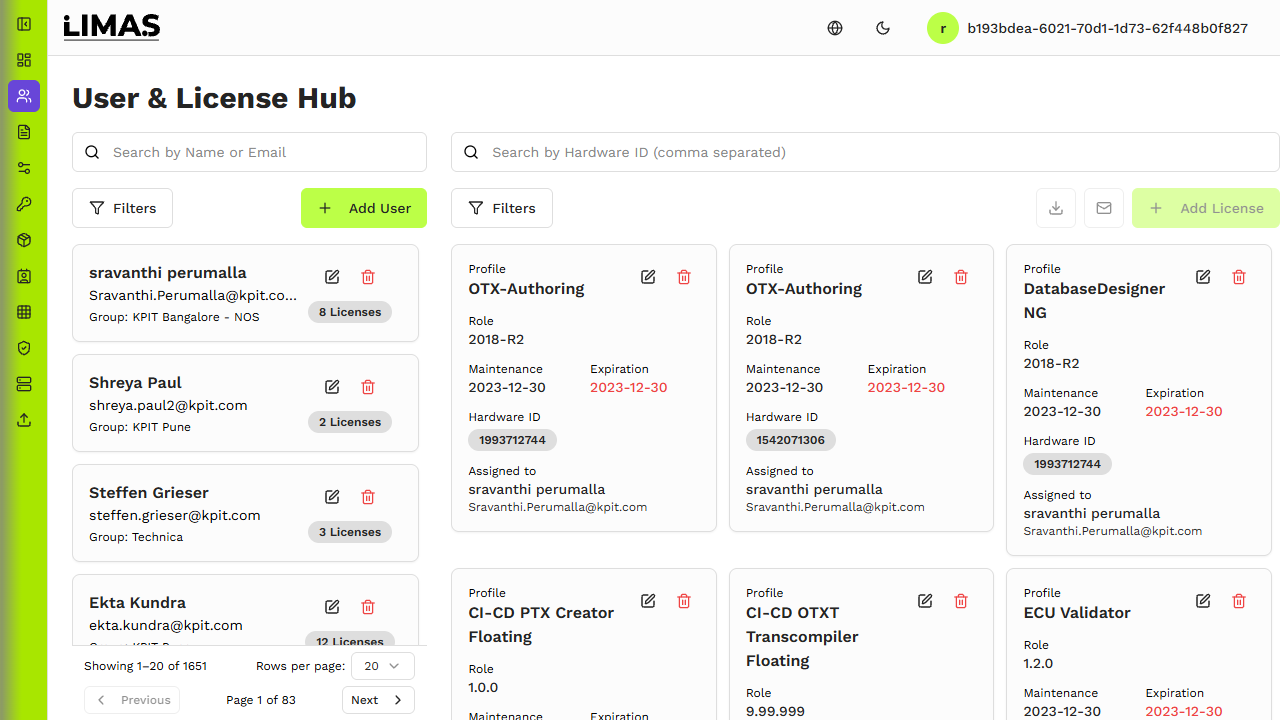 LIMAS
r b193bdea-6021-70d1-1d73-62f448b0f827
User & License Hub
Search by Name or Email
Search by Hardware ID (comma separated)
Filters
Add User
Filters
Add License
sravanthi perumalla
Sravanthi.Perumalla@kpit.co...
Group: KPIT Bangalore - NOS
8 Licenses
Shreya Paul
shreya.paul2@kpit.com
Group: KPIT Pune
2 Licenses
Steffen Grieser
steffen.grieser@kpit.com
Group: Technica
3 Licenses
Ekta Kundra
ekta.kundra@kpit.com
12 Licenses
Showing 1–20 of 1651
Rows per page: 20
Previous
Page 1 of 83
Next
Profile
OTX-Authoring
Role
2018-R2
Maintenance Expiration
2023-12-30 2023-12-30
Hardware ID
1993712744
Assigned to
sravanthi perumalla
Sravanthi.Perumalla@kpit.com
Profile
OTX-Authoring
Role
2018-R2
Maintenance Expiration
2023-12-30 2023-12-30
Hardware ID
1542071306
Assigned to
sravanthi perumalla
Sravanthi.Perumalla@kpit.com
Profile
DatabaseDesigner
NG
Role
2018-R2
Maintenance Expiration
2023-12-30 2023-12-30
Hardware ID
1993712744
Assigned to
sravanthi perumalla
Sravanthi.Perumalla@kpit.com
Profile
CI-CD PTX Creator
Floating
Role
1.0.0
Maintenance Expiration
Profile
CI-CD OTXT
Transcompiler
Floating
Role
9.99.999
Profile
ECU Validator
Role
1.2.0
Maintenance Expiration
2023-12-30 2023-12-30